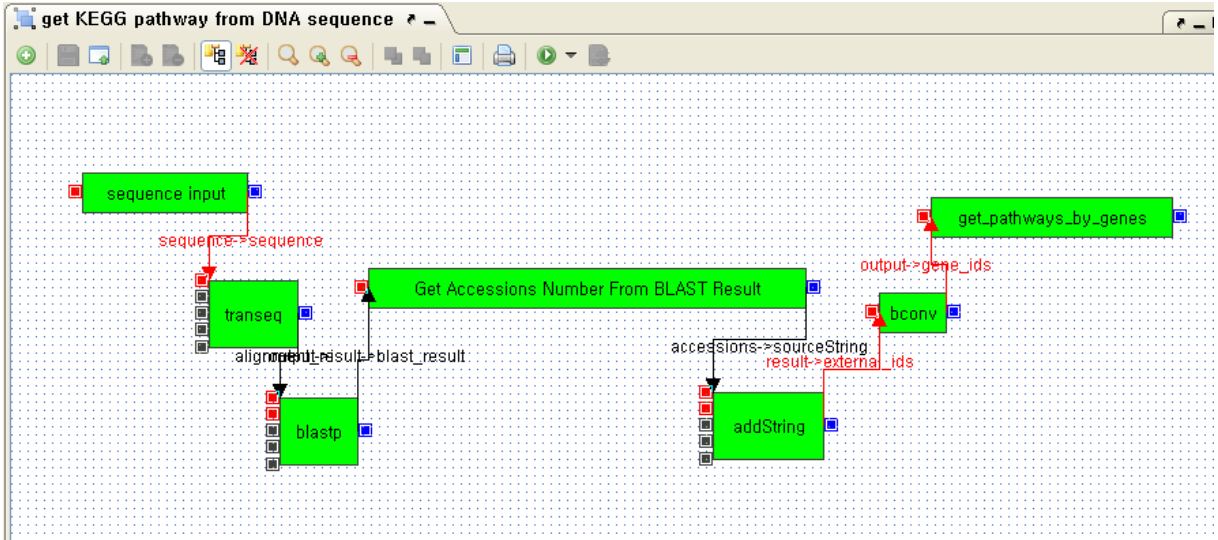 get KEGG pathway from DNA sequence
sequence input
get_pathways_by_genes
sequence->sequence
output->gene_ids
Get Accessions Number From BLAST Result
transeq
bconv
accessions->sourceString
result->blast_result
result->external_ids
blastp
addString